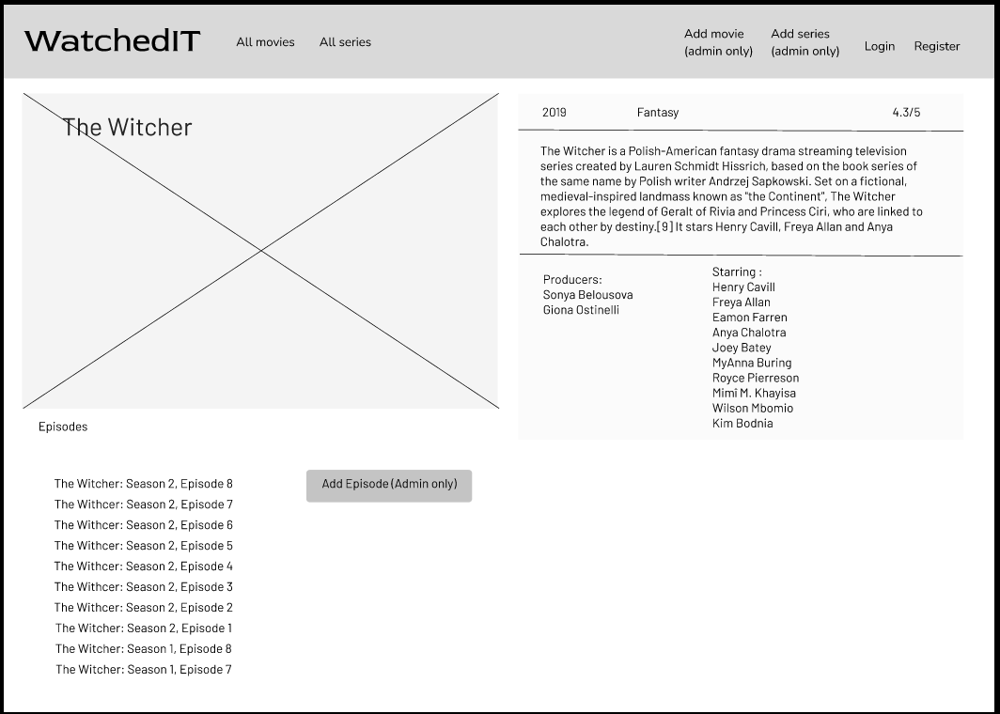 WatchedIT
All movies
All series
Add movie
(admin only)
Add series
(admin only)
Login
Register
The Witcher
2019
Fantasy
4.3/5
The Witcher is a Polish-American fantasy drama streaming television
series created by Lauren Schmidt Hissrich, based on the book series of
the same name by Polish writer Andrzej Sapkowski. Set on a fictional,
medieval-inspired landmass known as "the Continent", The Witcher
explores the legend of Geralt of Rivia and Princess Ciri, who are linked to
each other by destiny.[9] It stars Henry Cavill, Freya Allan and Anya
Chalotra.
Producers:
Sonya Belousova
Giona Ostinelli
Starring :
Henry Cavill
Freya Allan
Eamon Farren
Anya Chalotra
Joey Batey
MyAnna Buring
Royce Pierreson
Mimî M. Khayisa
Wilson Mbomio
Kim Bodnia
Episodes
The Witcher: Season 2, Episode 8
The Withcer: Season 2, Episode 7
The Withcer: Season 2, Episode 6
The Withcer: Season 2, Episode 5
The Withcer: Season 2, Episode 4
The Withcer: Season 2, Episode 3
The Withcer: Season 2, Episode 2
The Witcher: Season 2, Episode 1
The Witcher: Season 1, Episode 8
The Witcher: Season 1, Episode 7
Add Episode (Admin only)